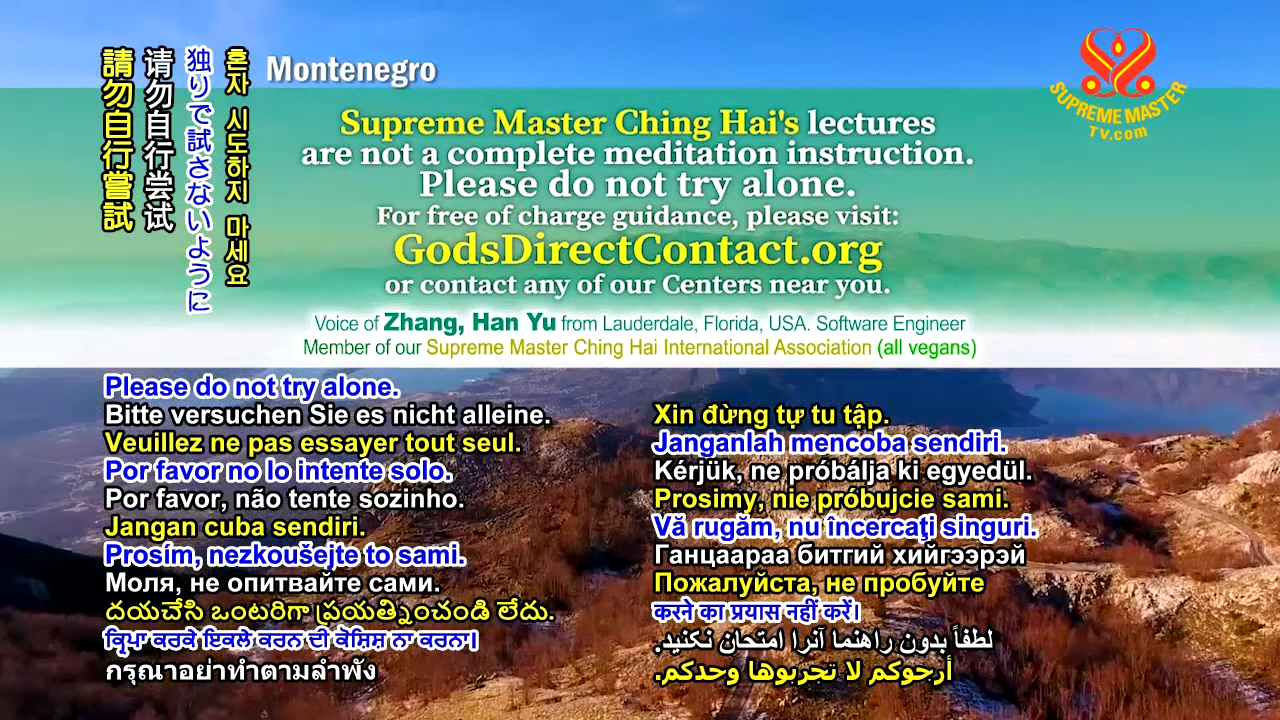 請勿自行嘗試
请勿自行尝试
独りで試さないように
혼자 시도하지 마세요
Montenegro
SUPREME MASTER
TV.com
Supreme Master Ching Hai's lectures
are not a complete meditation instruction.
Please do not try alone.
For free of charge guidance, please visit:
GodsDirectContact.org
or contact any of our Centers near you.
Voice of Zhang, Han Yu from Lauderdale, Florida, USA. Software Engineer
Member of our Supreme Master Ching Hai International Association (all vegans)
Please do not try alone.
Bitte versuchen Sie es nicht alleine.
Veuillez ne pas essayer tout seul.
Por favor no lo intente solo.
Por favor, não tente sozinho.
Jangan cuba sendiri.
Prosím, nezkoušejte to sami.
Моля, не опитвайте сами.
దయచేసి ఒంటరిగా ప్రయత్నించండి లేదు.
ਕ੍ਰਿਪਾ ਕਰਕੇ ਇਕਲੇ ਕਰਨ ਦੀ ਕੋਸ਼ਿਸ਼ ਨਾ ਕਰਨਾ।
กรุณาอย่าทำตามลำพัง
Xin đừng tự tu tập.
Janganlah mencoba sendiri.
Kérjük, ne próbálja ki egyedül.
Prosimy, nie próbujcie sami.
Vă rugăm, nu încercaţi singuri.
Ганцаараа битгий хийгээрэй
Пожалуйста, не пробуйте
करने का प्रयास नहीं करें।
لطفاً بدون راهنما آنرا امتحان نکنید.
أرجوكم لا تجربوها وحدكم.